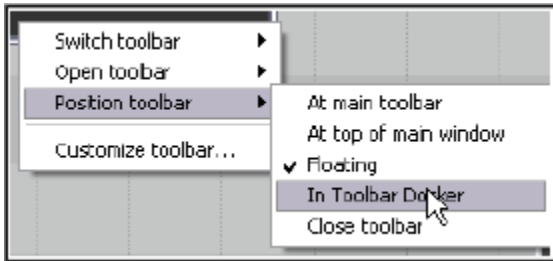 Switch toolbar
Open toolbar
Position toolbar
Customize toolbar...
At main toolbar
At top of main window
Floating
In Toolbar Docker
Close toolbar